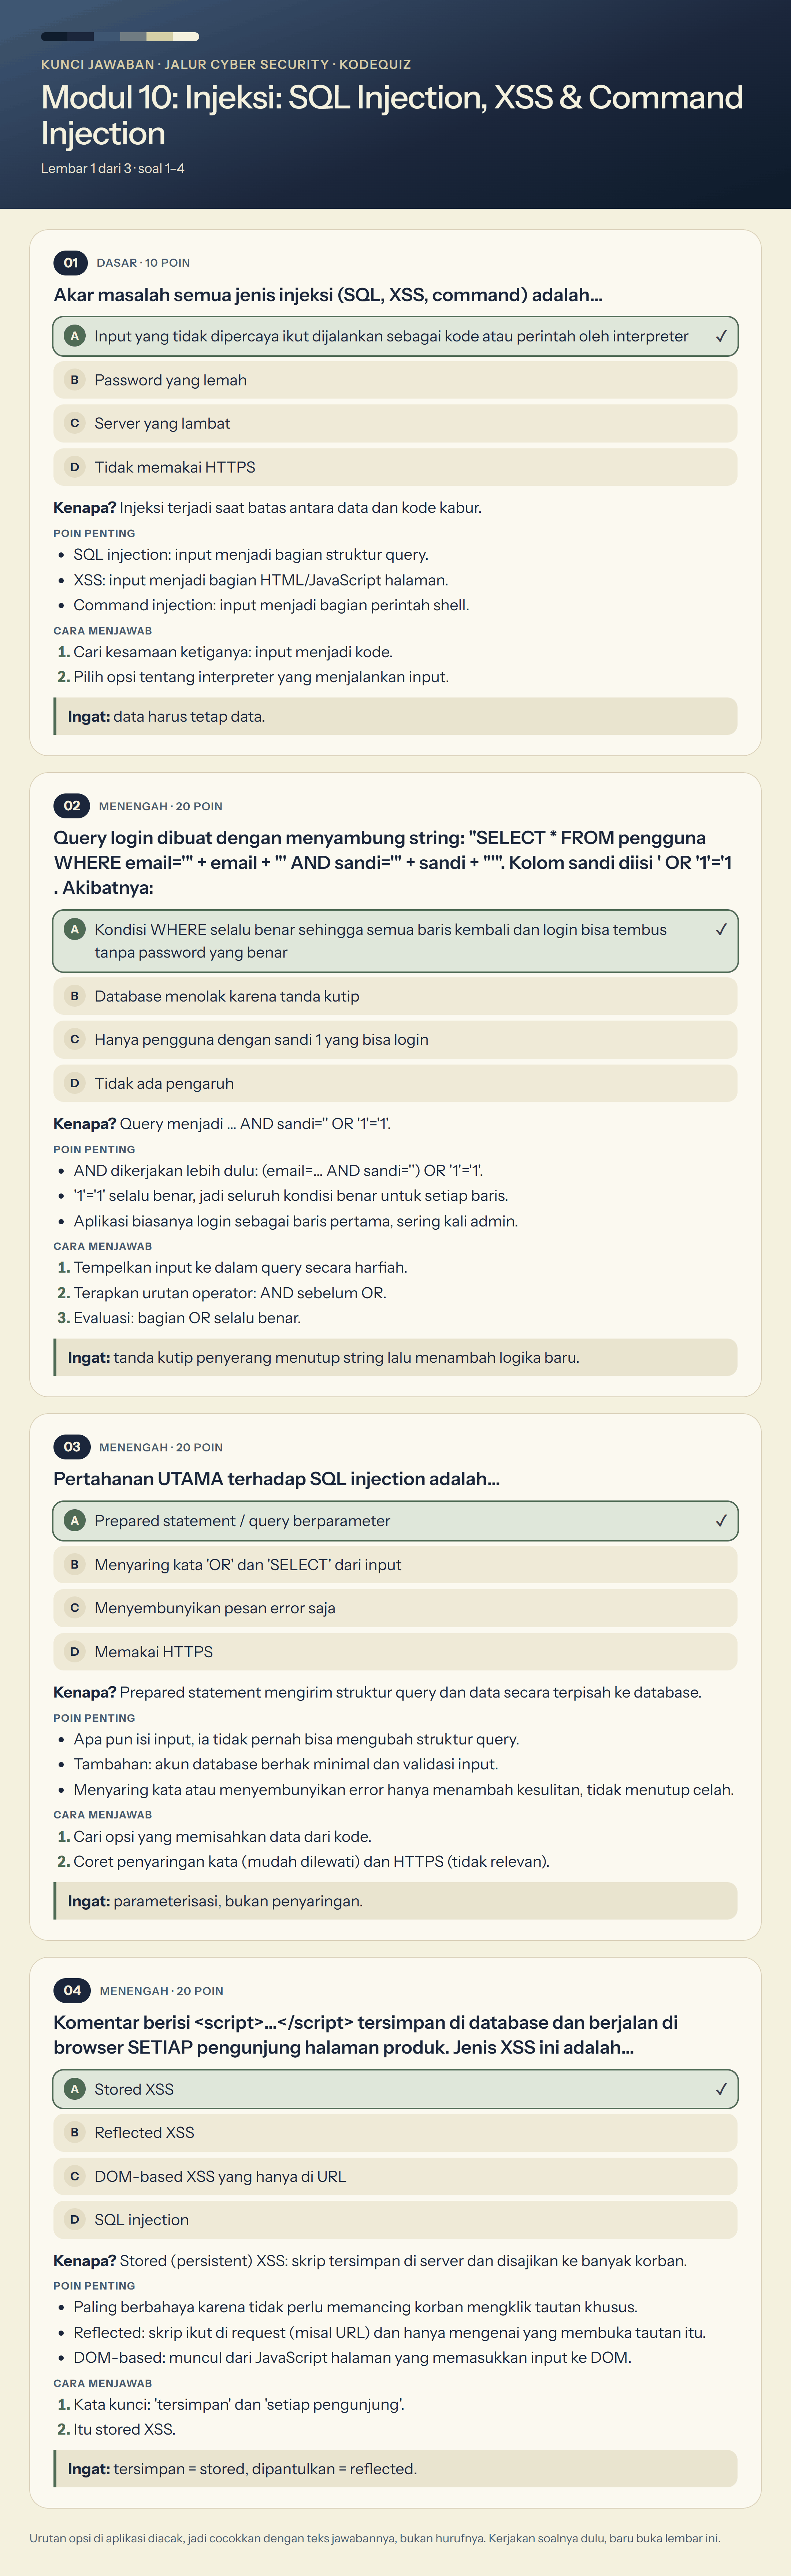 KUNCI JAWABAN · JALUR CYBER SECURITY · KODEQUIZ
Modul 10: Injeksi: SQL Injection, XSS & Command
Injection
Lembar 1 dari 3 · soal 1–4
01 DASAR · 10 POIN
Akar masalah semua jenis injeksi (SQL, XSS, command) adalah...
A Input yang tidak dipercaya ikut dijalankan sebagai kode atau perintah oleh interpreter ✓
B Password yang lemah
C Server yang lambat
D Tidak memakai HTTPS
Kenapa? Injeksi terjadi saat batas antara data dan kode kabur.
POIN PENTING
• SQL injection: input menjadi bagian struktur query.
• XSS: input menjadi bagian HTML/JavaScript halaman.
• Command injection: input menjadi bagian perintah shell.
CARA MENJAWAB
1. Cari kesamaan ketiganya: input menjadi kode.
2. Pilih opsi tentang interpreter yang menjalankan input.
Ingat: data harus tetap data.
02 MENENGAH · 20 POIN
Query login dibuat dengan menyambung string: "SELECT * FROM pengguna
WHERE email='" + email + "' AND sandi='" + sandi + "'". Kolom sandi diisi ' OR '1'='1
. Akibatnya:
A Kondisi WHERE selalu benar sehingga semua baris kembali dan login bisa tembus ✓
tanpa password yang benar
B Database menolak karena tanda kutip
C Hanya pengguna dengan sandi 1 yang bisa login
D Tidak ada pengaruh
Kenapa? Query menjadi ... AND sandi='' OR '1'='1'.
POIN PENTING
• AND dikerjakan lebih dulu: (email=... AND sandi='') OR '1'='1'.
• '1'='1' selalu benar, jadi seluruh kondisi benar untuk setiap baris.
• Aplikasi biasanya login sebagai baris pertama, sering kali admin.
CARA MENJAWAB
1. Tempelkan input ke dalam query secara harfiah.
2. Terapkan urutan operator: AND sebelum OR.
3. Evaluasi: bagian OR selalu benar.
Ingat: tanda kutip penyerang menutup string lalu menambah logika baru.
03 MENENGAH · 20 POIN
Pertahanan UTAMA terhadap SQL injection adalah...
A Prepared statement / query berparameter ✓
B Menyaring kata 'OR' dan 'SELECT' dari input
C Menyembunyikan pesan error saja
D Memakai HTTPS
Kenapa? Prepared statement mengirim struktur query dan data secara terpisah ke database.
POIN PENTING
• Apa pun isi input, ia tidak pernah bisa mengubah struktur query.
• Tambahan: akun database berhak minimal dan validasi input.
• Menyaring kata atau menyembunyikan error hanya menambah kesulitan, tidak menutup celah.
CARA MENJAWAB
1. Cari opsi yang memisahkan data dari kode.
2. Coret penyaringan kata (mudah dilewati) dan HTTPS (tidak relevan).
Ingat: parameterisasi, bukan penyaringan.
04 MENENGAH · 20 POIN
Komentar berisi <script>...</script> tersimpan di database dan berjalan di
browser SETIAP pengunjung halaman produk. Jenis XSS ini adalah...
A Stored XSS ✓
B Reflected XSS
C DOM-based XSS yang hanya di URL
D SQL injection
Kenapa? Stored (persistent) XSS: skrip tersimpan di server dan disajikan ke banyak korban.
POIN PENTING
• Paling berbahaya karena tidak perlu memancing korban mengklik tautan khusus.
• Reflected: skrip ikut di request (misal URL) dan hanya mengenai yang membuka tautan itu.
• DOM-based: muncul dari JavaScript halaman yang memasukkan input ke DOM.
CARA MENJAWAB
1. Kata kunci: 'tersimpan' dan 'setiap pengunjung'.
2. Itu stored XSS.
Ingat: tersimpan = stored, dipantulkan = reflected.
Urutan opsi di aplikasi diacak, jadi cocokkan dengan teks jawabannya, bukan hurufnya. Kerjakan soalnya dulu, baru buka lembar ini.